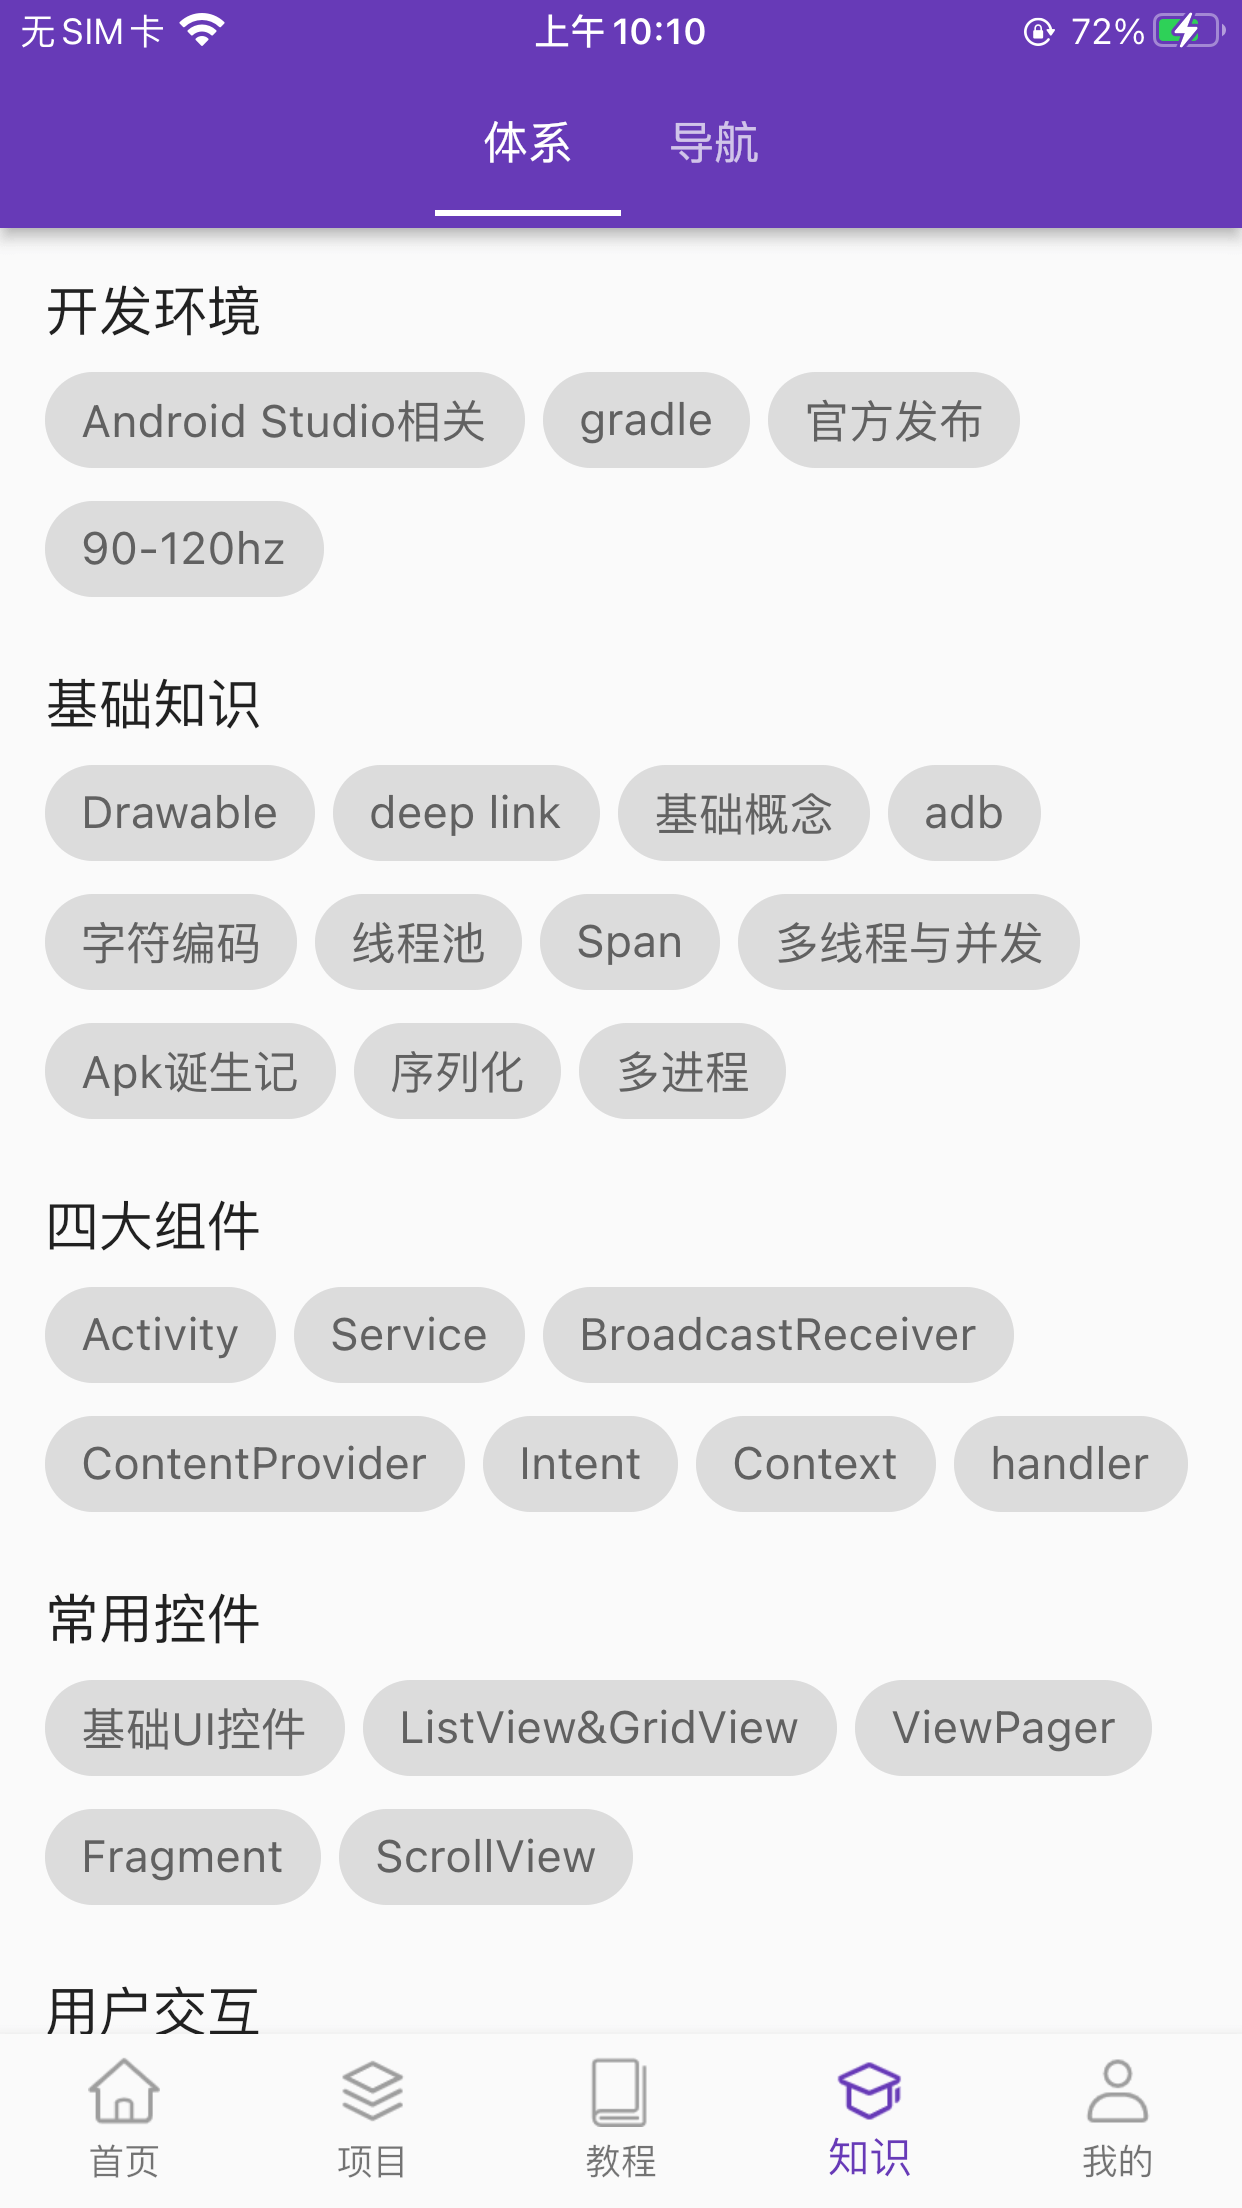 无 SIM 卡 上午 10:10 72%
体系 导航
开发环境
Android Studio相关 gradle 官方发布
90-120hz
基础知识
Drawable deep link 基础概念 adb
字符编码 线程池 Span 多线程与并发
Apk诞生记 序列化 多进程
四大组件
Activity Service BroadcastReceiver
ContentProvider Intent Context handler
常用控件
基础UI控件 ListView&GridView ViewPager
Fragment ScrollView
用户交互
首页 项目 教程 知识 我的